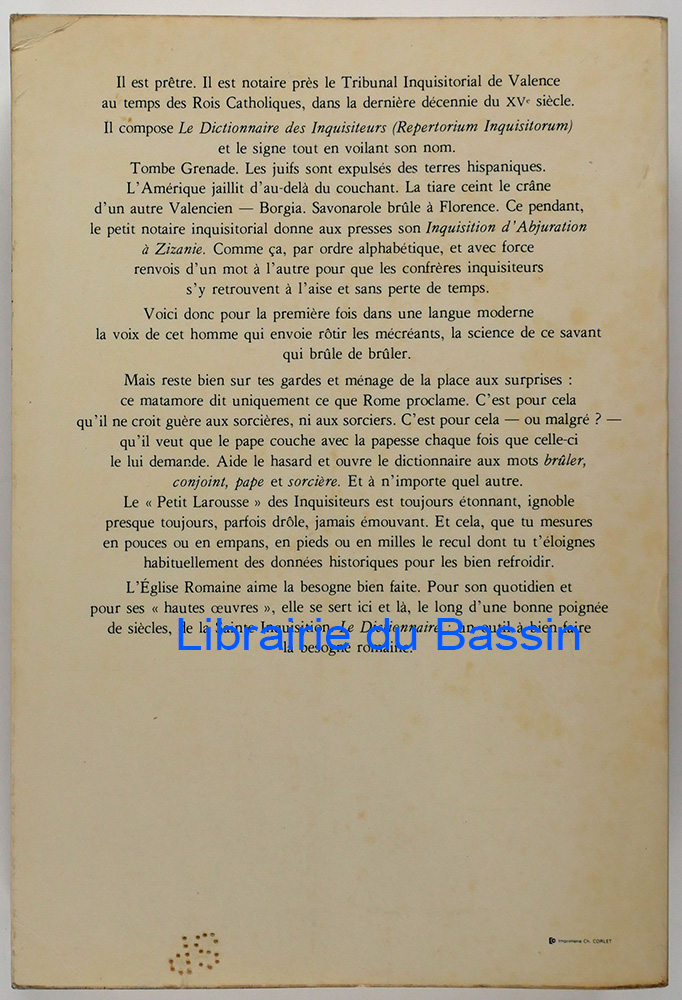 Il est prêtre. Il est notaire près le Tribunal Inquisitorial de Valence
au temps des Rois Catholiques, dans la dernière décennie du XVe siècle.
Il compose Le Dictionnaire des Inquisiteurs (Repertorium Inquisitorum)
et le signe tout en voilant son nom.
Tombe Grenade. Les juifs sont expulsés des terres hispaniques.
L'Amérique jaillit d'au-delà du couchant. La tiare ceint le crâne
d'un autre Valencien — Borgia. Savonarole brûle à Florence. Ce pendant,
le petit notaire inquisitorial donne aux presses son Inquisition d'Abjuration
à Zizanie. Comme ça, par ordre alphabétique, et avec force
renvois d'un mot à l'autre pour que les confrères inquisiteurs
s'y retrouvent à l'aise et sans perte de temps.
Voici donc pour la première fois dans une langue moderne
la voix de cet homme qui envoie rôtir les mécréants, la science de ce savant
qui brûle de brûler.
Mais reste bien sur tes gardes et ménage de la place aux surprises :
ce matamore dit uniquement ce que Rome proclame. C'est pour cela
qu'il ne croit guère aux sorcières, ni aux sorciers. C'est pour cela — ou malgré ? —
qu'il veut que le pape couche avec la papesse chaque fois que celle-ci
le lui demande. Aide le hasard et ouvre le dictionnaire aux mots brûler,
conjoint, pape et sorcière. Et à n'importe quel autre.
Le « Petit Larousse » des Inquisiteurs est toujours étonnant, ignoble
presque toujours, parfois drôle, jamais émouvant. Et cela, que tu mesures
en pouces ou en empans, en pieds ou en milles le recul dont tu t'éloignes
habituellement des données historiques pour les bien refroidir.
L'Église Romaine aime la besogne bien faite. Pour son quotidien et
pour ses « hautes œuvres », elle se sert ici et là, le long d'une bonne poignée
de siècles, de la Sainte Inquisition. Le Dictionnaire : un outil à bien faire
la besogne romaine.
Librairie du Bassin
Imprimerie Ch. CORLET